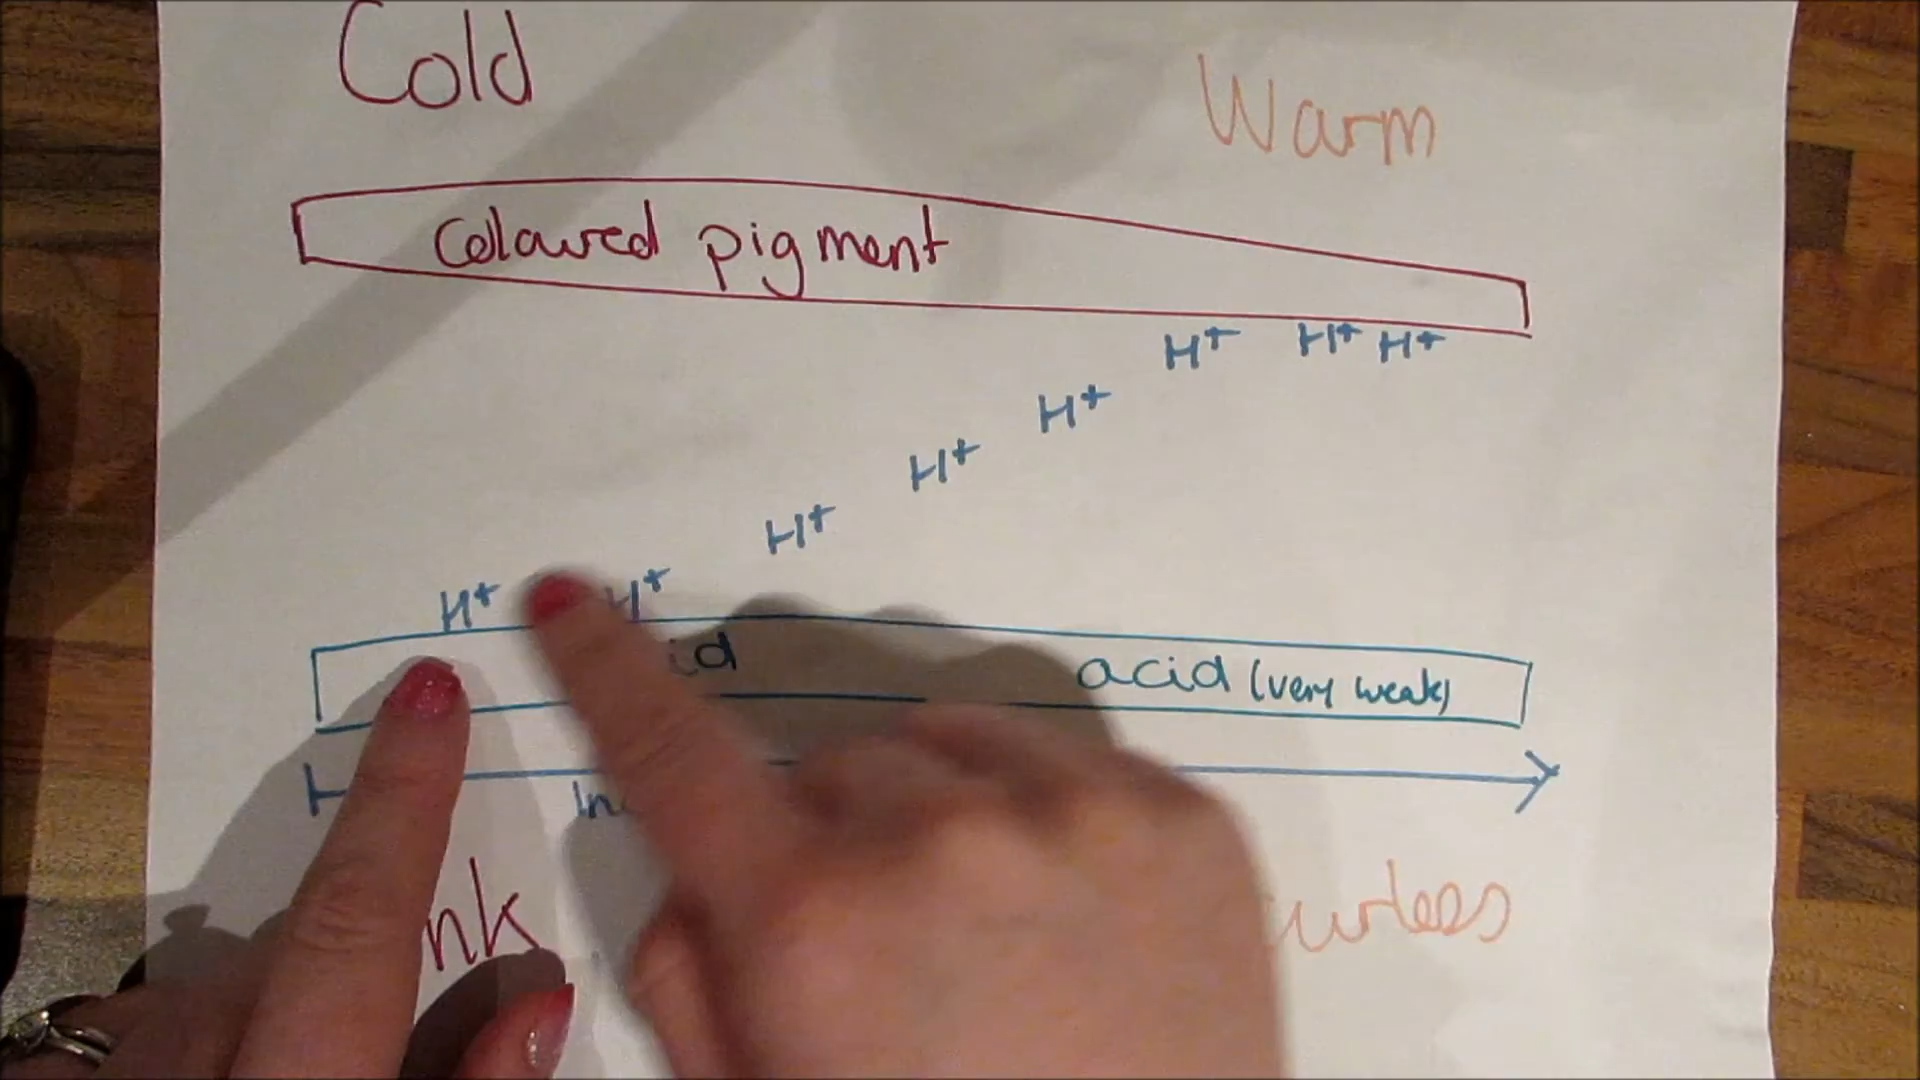 Cold
Warm
Coloured pigment
H+ H+ H+
H+
H+
H+
H+ H+
acid (very weak)